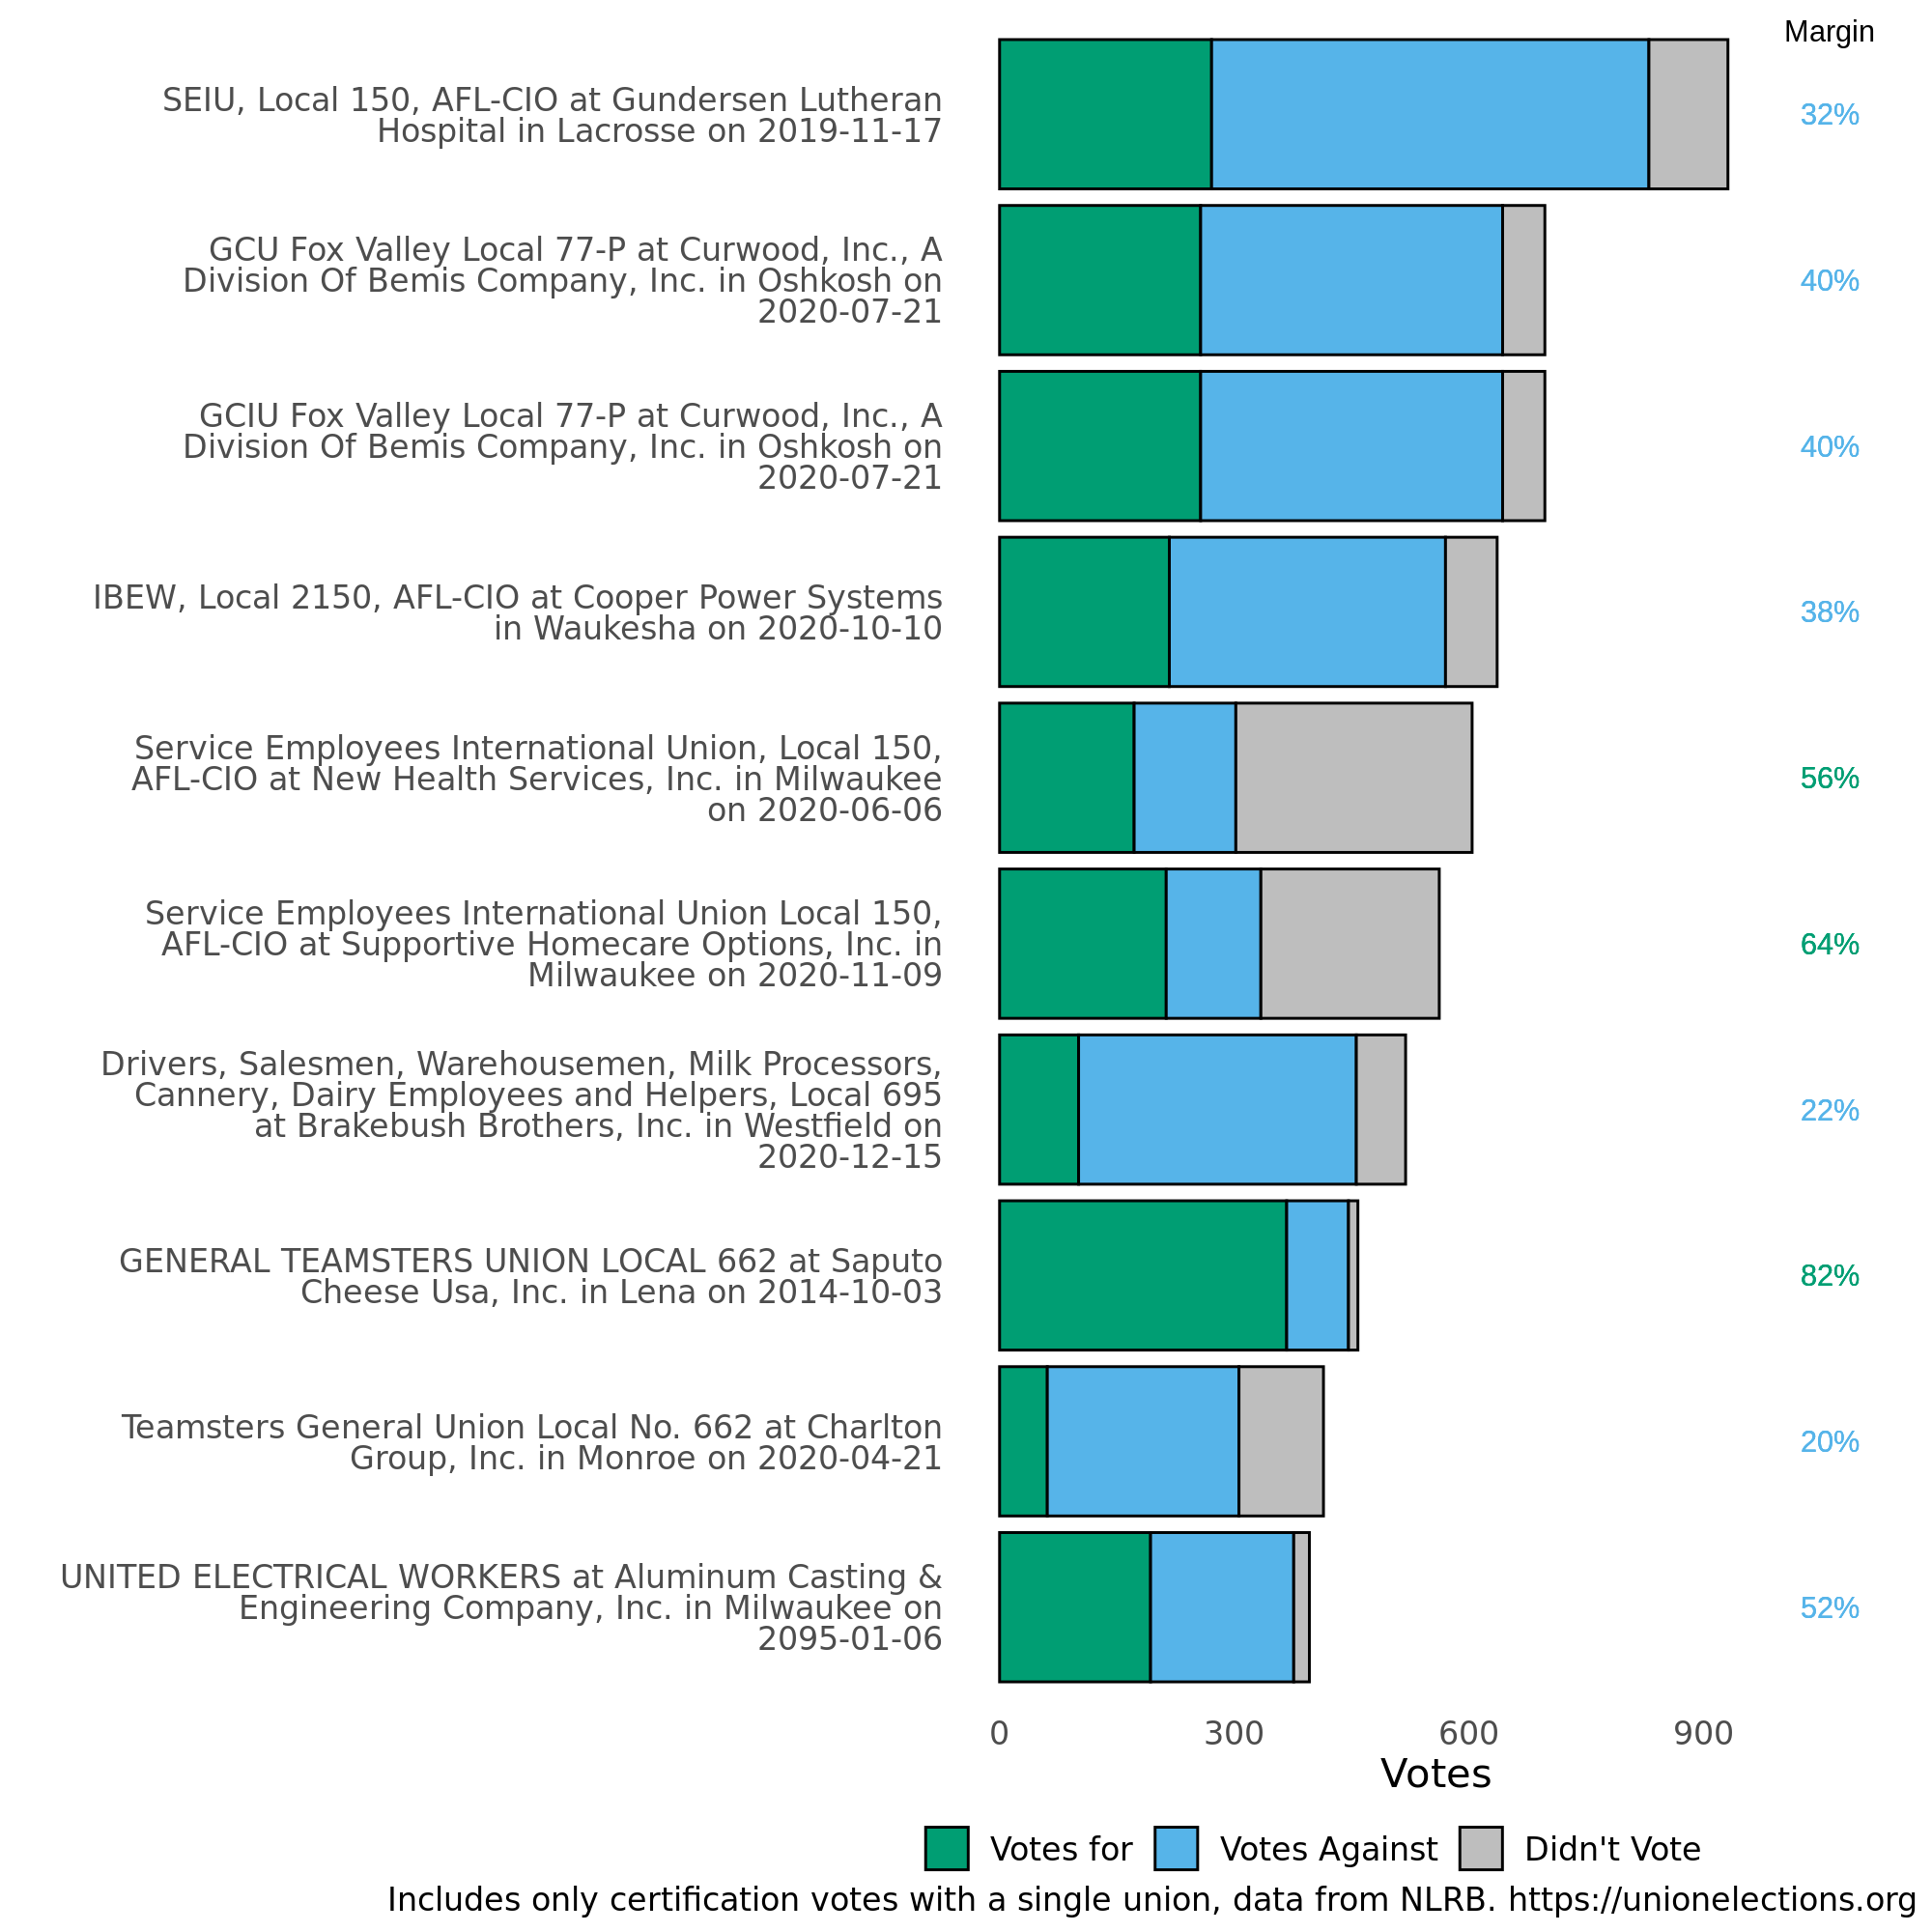 Margin
SEIU, Local 150, AFL-CIO at Gundersen Lutheran
Hospital in Lacrosse on 2019-11-17
32%
GCU Fox Valley Local 77-P at Curwood, Inc., A
Division Of Bemis Company, Inc. in Oshkosh on
2020-07-21
40%
GCIU Fox Valley Local 77-P at Curwood, Inc., A
Division Of Bemis Company, Inc. in Oshkosh on
2020-07-21
40%
IBEW, Local 2150, AFL-CIO at Cooper Power Systems
in Waukesha on 2020-10-10
38%
Service Employees International Union, Local 150,
AFL-CIO at New Health Services, Inc. in Milwaukee
on 2020-06-06
56%
Service Employees International Union Local 150,
AFL-CIO at Supportive Homecare Options, Inc. in
Milwaukee on 2020-11-09
64%
Drivers, Salesmen, Warehousemen, Milk Processors,
Cannery, Dairy Employees and Helpers, Local 695
at Brakebush Brothers, Inc. in Westfield on
2020-12-15
22%
GENERAL TEAMSTERS UNION LOCAL 662 at Saputo
Cheese Usa, Inc. in Lena on 2014-10-03
82%
Teamsters General Union Local No. 662 at Charlton
Group, Inc. in Monroe on 2020-04-21
20%
UNITED ELECTRICAL WORKERS at Aluminum Casting &
Engineering Company, Inc. in Milwaukee on
2095-01-06
52%
0 300 600 900
Votes
Votes for Votes Against Didn't Vote
Includes only certification votes with a single union, data from NLRB. https://unionelections.org